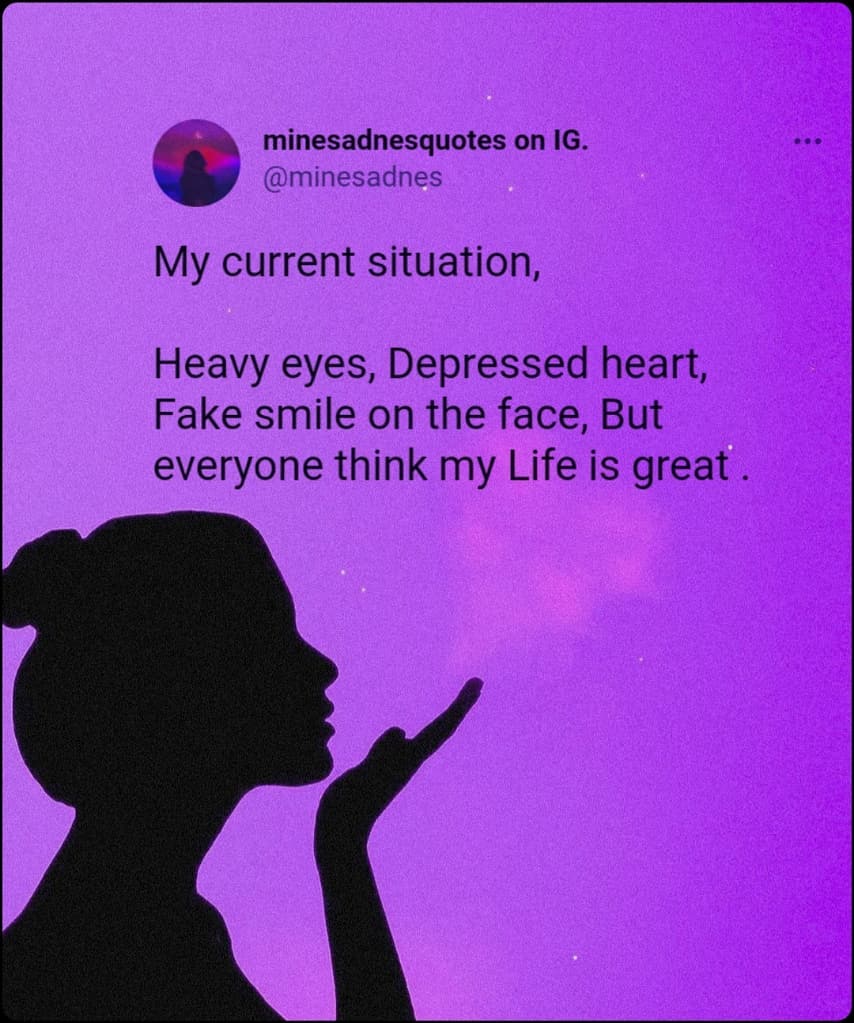 minesadnesquotes on IG.
@minesadnes
My current situation,
Heavy eyes, Depressed heart,
Fake smile on the face, But
everyone think my Life is great .